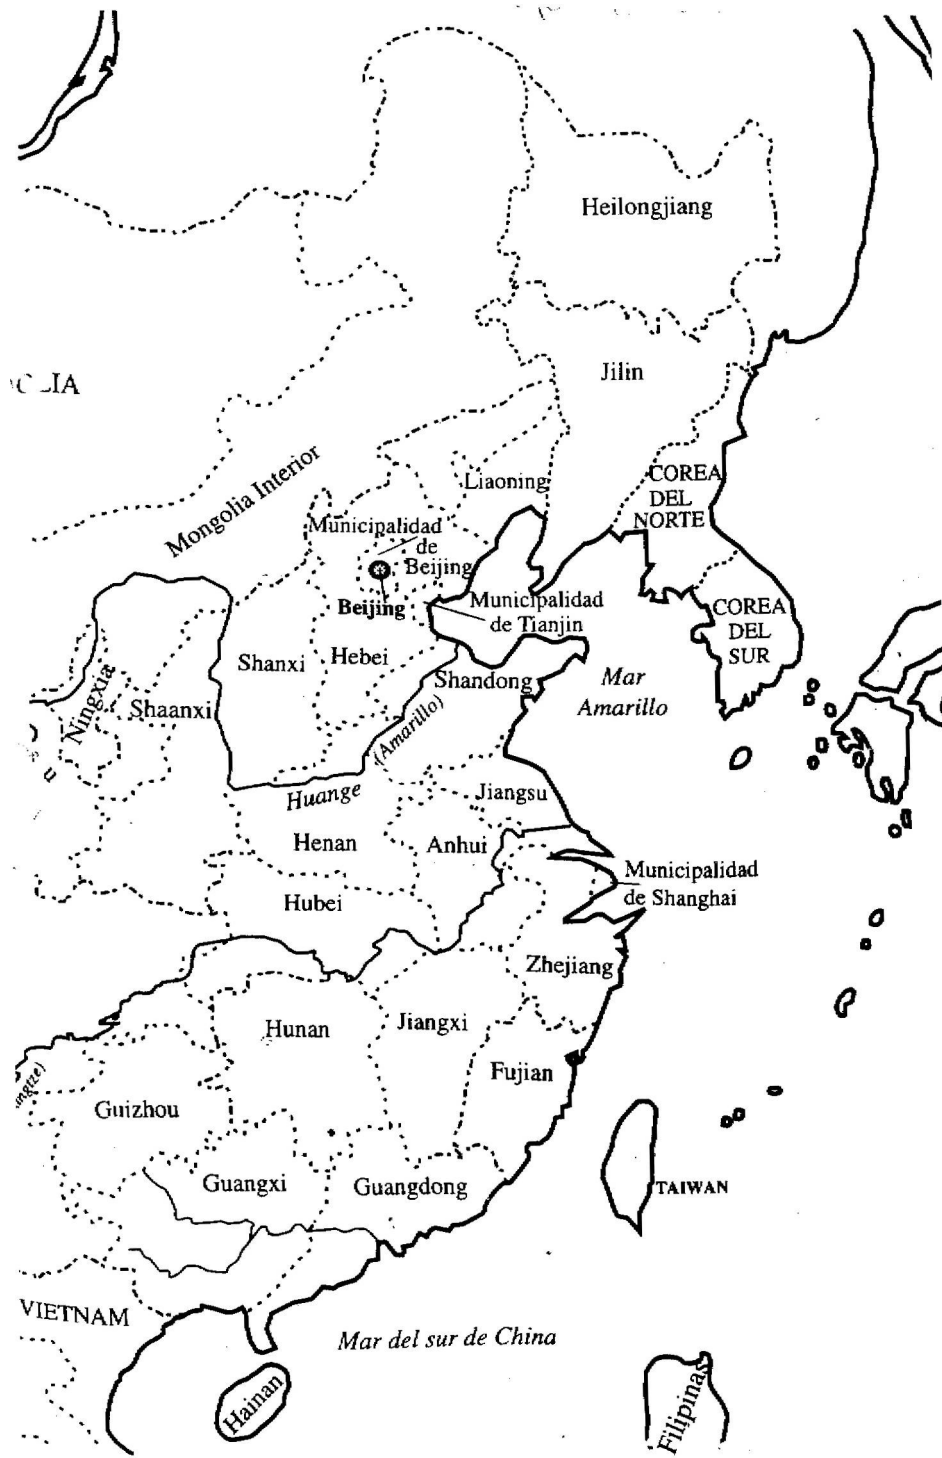 Heilongjiang
Jilin
LIA
Mongolia Interior
Liaoning
COREA
DEL
NORTE
Municipalidad
de
Beijing
Beijing
Municipalidad
de Tianjin
COREA
DEL
SUR
Shanxi
Hebei
Shandong
Mar
Amarillo
Ningxia
Shaanxi
(Amarillo)
Huange
Jiangsu
Henan
Anhui
Municipalidad
de Shanghai
Hubei
Zhejiang
Hunan
Jiangxi
Fujian
ngtze)
Guizhou
Guangxi
Guangdong
TAIWAN
VIETNAM
Mar del sur de China
Hainan
Filipinas